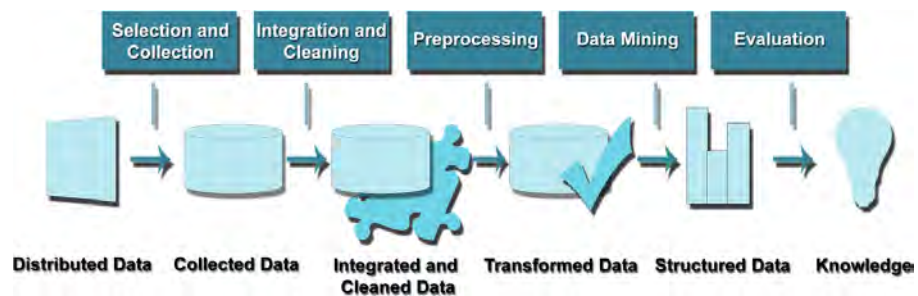 Selection and
Collection
Integration and
Cleaning
Preprocessing
Data Mining
Evaluation
Distributed Data
Collected Data
Integrated and
Cleaned Data
Transformed Data
Structured Data
Knowledge